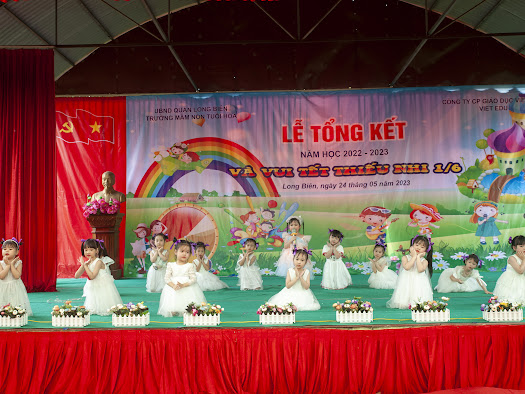 UBND QUẬN LONG BIÊN
TRƯỜNG MẦM NON TUỔI HOA
CÔNG TY CP GIÁO DỤC
VIET EDU
LỄ TỔNG KẾT
NĂM HỌC 2022 - 2023
VÀ VUI TẾT THIẾU NHI 1/6
Long Biên, ngày 24 tháng 05 năm 2023